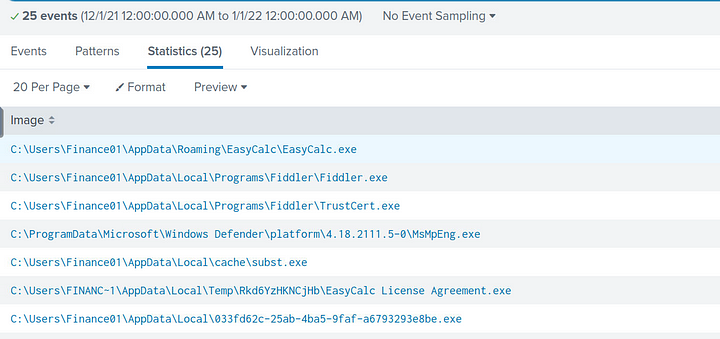 25 events (12/1/21 12:00:00.000 AM to 1/1/22 12:00:00.000 AM) No Event Sampling
Events Patterns Statistics (25) Visualization
20 Per Page Format Preview
Image
C:\Users\Finance01\AppData\Roaming\EasyCalc\EasyCalc.exe
C:\Users\Finance01\AppData\Local\Programs\Fiddler\Fiddler.exe
C:\Users\Finance01\AppData\Local\Programs\Fiddler\TrustCert.exe
C:\ProgramData\Microsoft\Windows Defender\platform\4.18.2111.5-0\MsMpEng.exe
C:\Users\Finance01\AppData\Local\cache\subst.exe
C:\Users\FINANC~1\AppData\Local\Temp\Rkd6YzHKNCjHb\EasyCalc License Agreement.exe
C:\Users\Finance01\AppData\Local\033fd62c-25ab-4ba5-9faf-a6793293e8be.exe